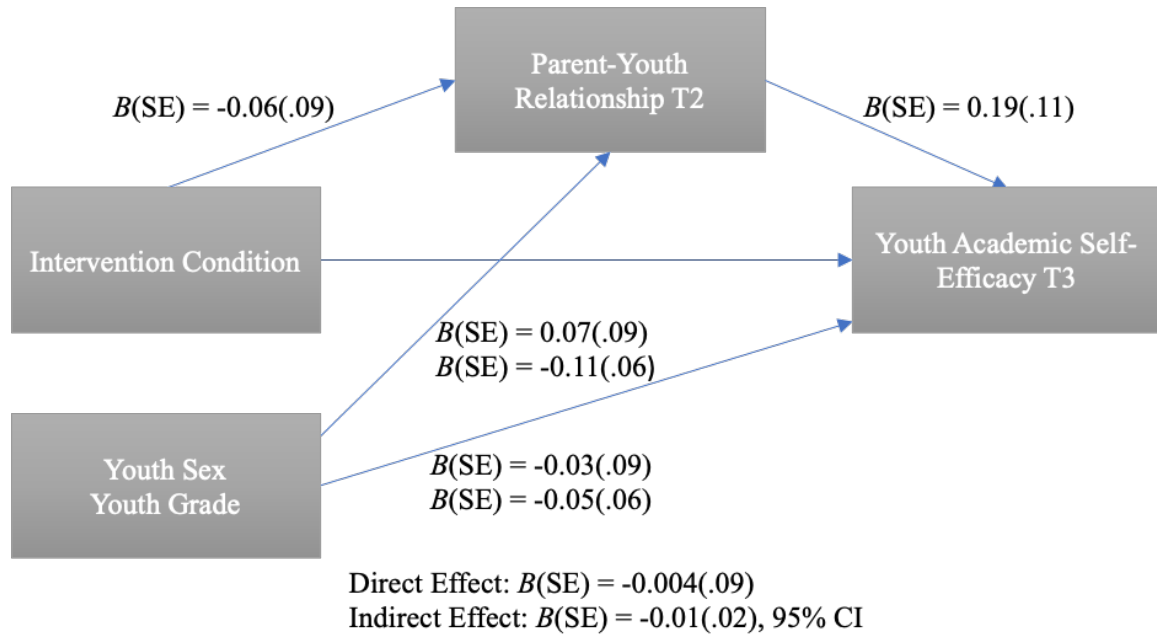 Parent-Youth
Relationship T2
B(SE) = -0.06(.09)
B(SE) = 0.19(.11)
Intervention Condition
Youth Academic Self-
Efficacy T3
B(SE) = 0.07(.09)
B(SE) = -0.11(.06)
Youth Sex
Youth Grade
B(SE) = -0.03(.09)
B(SE) = -0.05(.06)
Direct Effect: B(SE) = -0.004(.09)
Indirect Effect: B(SE) = -0.01(.02), 95% CI